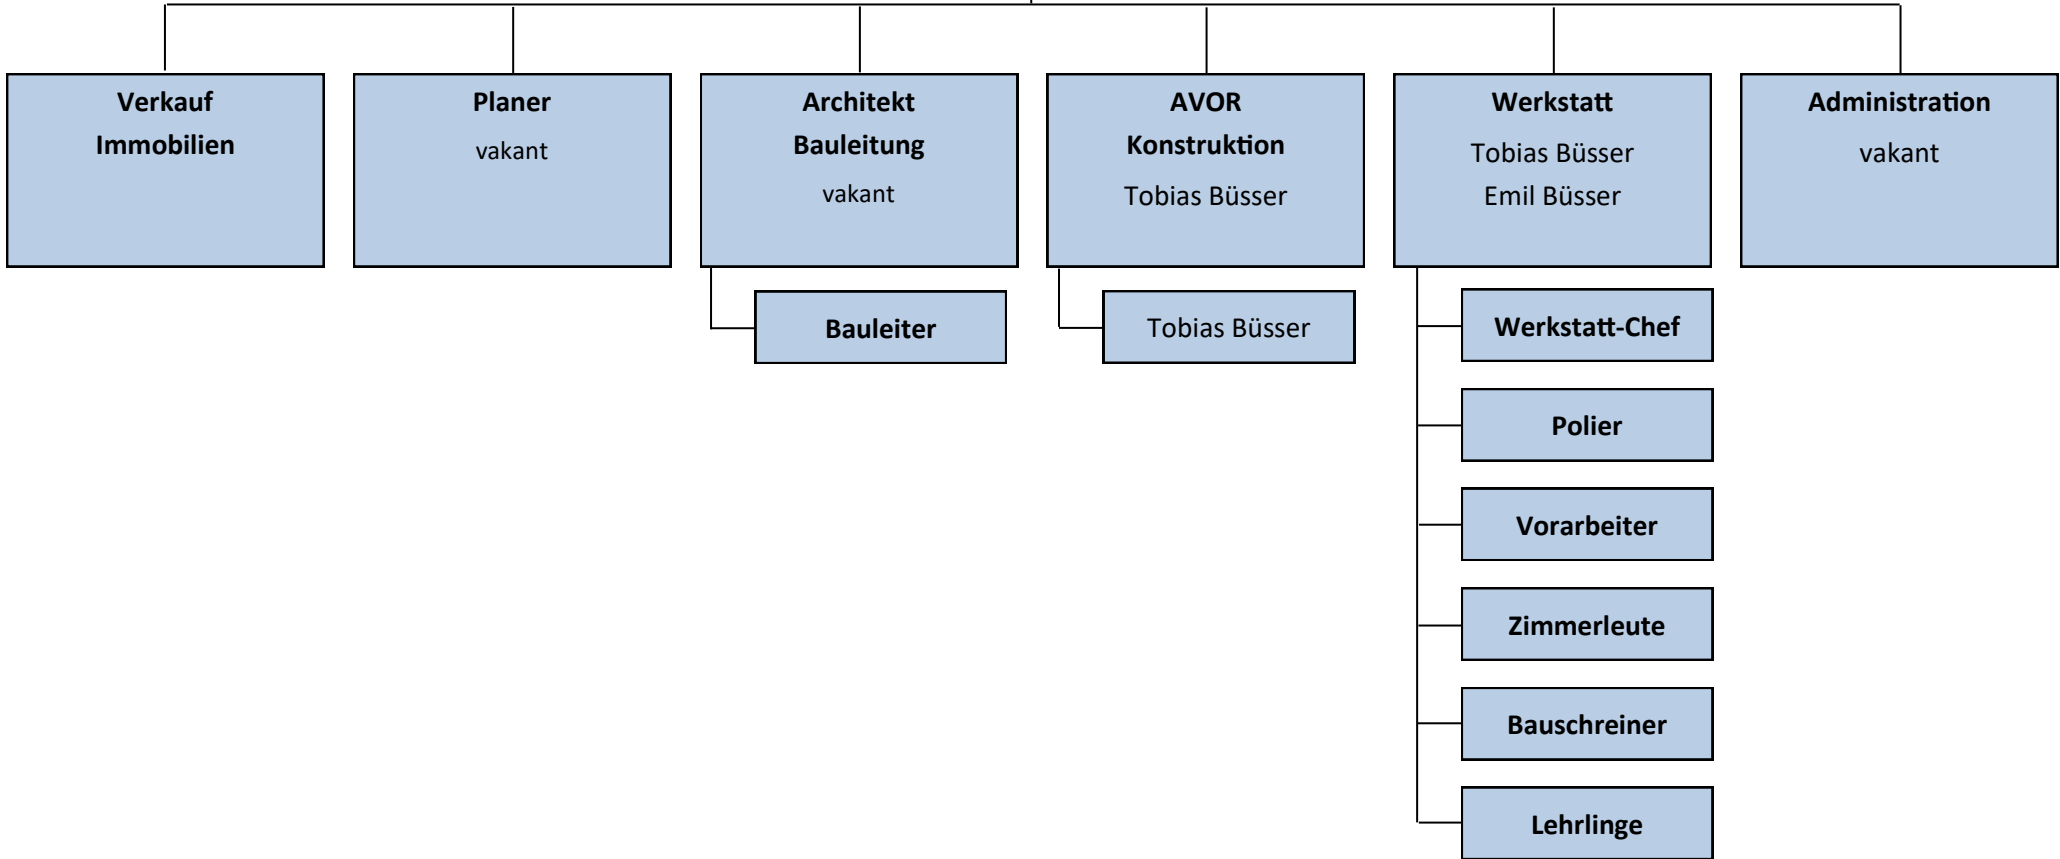 Verkauf
Immobilien
Planer
vakant
Architekt
Bauleitung
vakant
AVOR
Konstruktion
Tobias Büsser
Werkstatt
Tobias Büsser
Emil Büsser
Administration
vakant
Bauleiter
Tobias Büsser
Werkstatt-Chef
Polier
Vorarbeiter
Zimmerleute
Bauschreiner
Lehrlinge